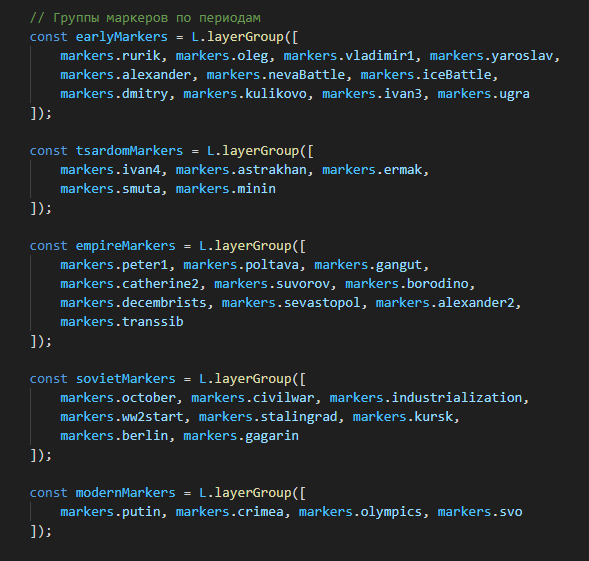 // Группы маркеров по периодам
const earlyMarkers = L.layerGroup([
markers.rurik, markers.oleg, markers.vladimir1, markers.yaroslav,
markers.alexander, markers.nevaBattle, markers.iceBattle,
markers.dmitry, markers.kulikovo, markers.ivan3, markers.ugra
]);
const tsardomMarkers = L.layerGroup([
markers.ivan4, markers.astrakhan, markers.ermak,
markers.smuta, markers.minin
]);
const empireMarkers = L.layerGroup([
markers.peter1, markers.poltava, markers.gangut,
markers.catherine2, markers.suvorov, markers.borodino,
markers.decembrists, markers.sevastopol, markers.alexander2,
markers.transsib
]);
const sovietMarkers = L.layerGroup([
markers.october, markers.civilwar, markers.industrialization,
markers.ww2start, markers.stalingrad, markers.kursk,
markers.berlin, markers.gagarin
]);
const modernMarkers = L.layerGroup([
markers.putin, markers.crimea, markers.olympics, markers.svo
]);